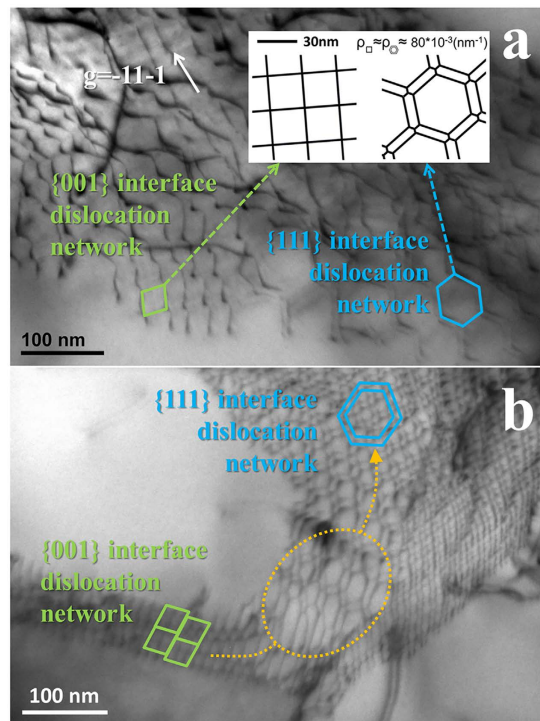 a
30nm
ρ□≈ρ⌬≈ 80*10-3(nm-1)
g=-11-1
{001} interface
dislocation
network
{111} interface
dislocation
network
100 nm
b
{111} interface
dislocation
network
{001} interface
dislocation
network
100 nm